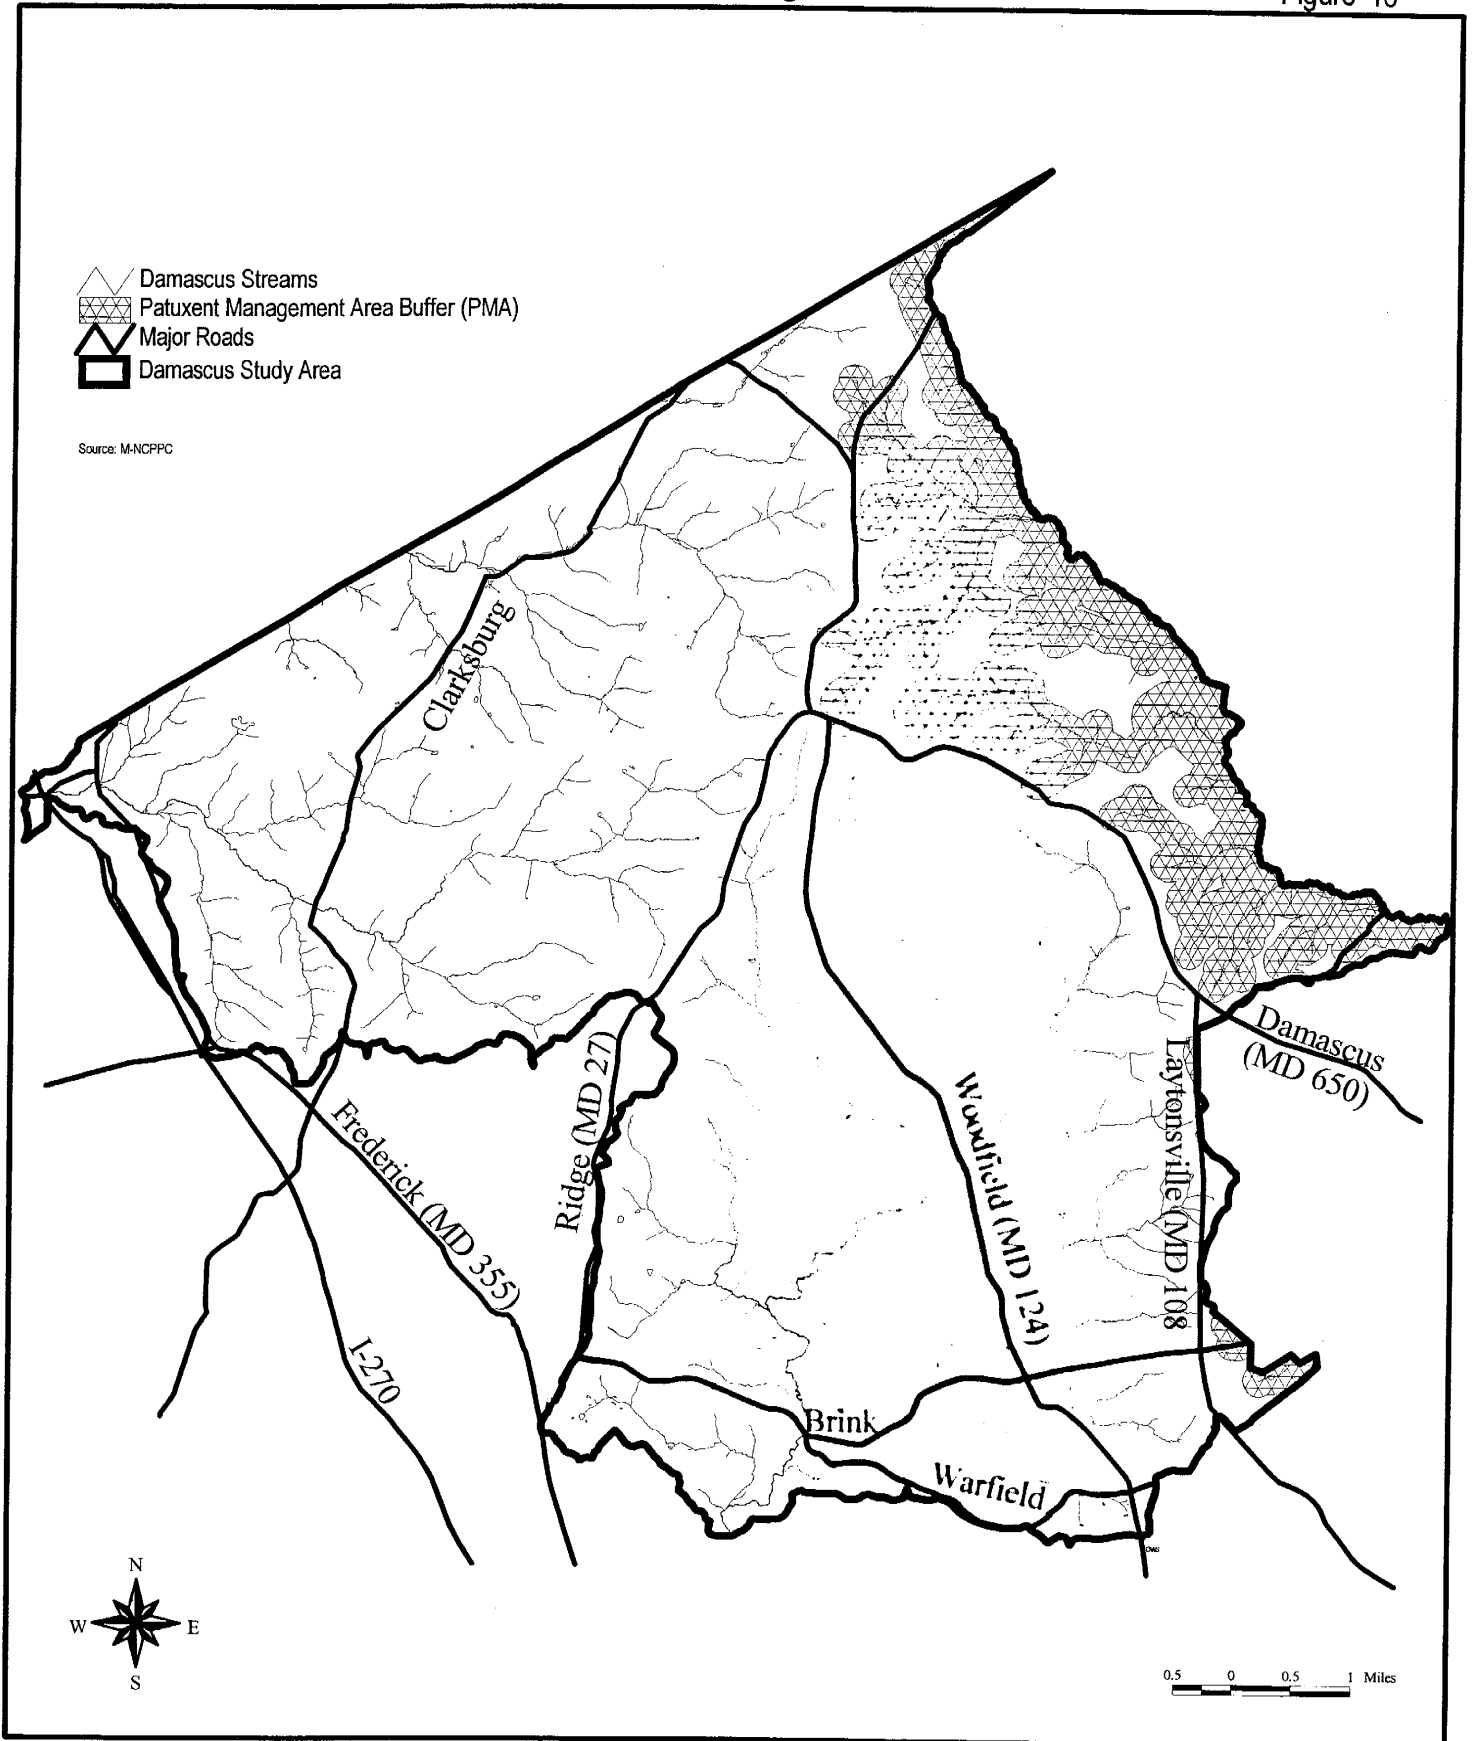 Figure 10
Damascus Streams
Patuxent Management Area Buffer (PMA)
Major Roads
Damascus Study Area
Source: M-NCPPC
Clarksburg
Damascus
(MD 650)
Ridge (MD 27)
Frederick (MD 355)
Woodfield (MD 124)
Laytonsville (MD 108
I-270
Brink
Warfield
N
W E
S
0.5 0 0.5 1 Miles